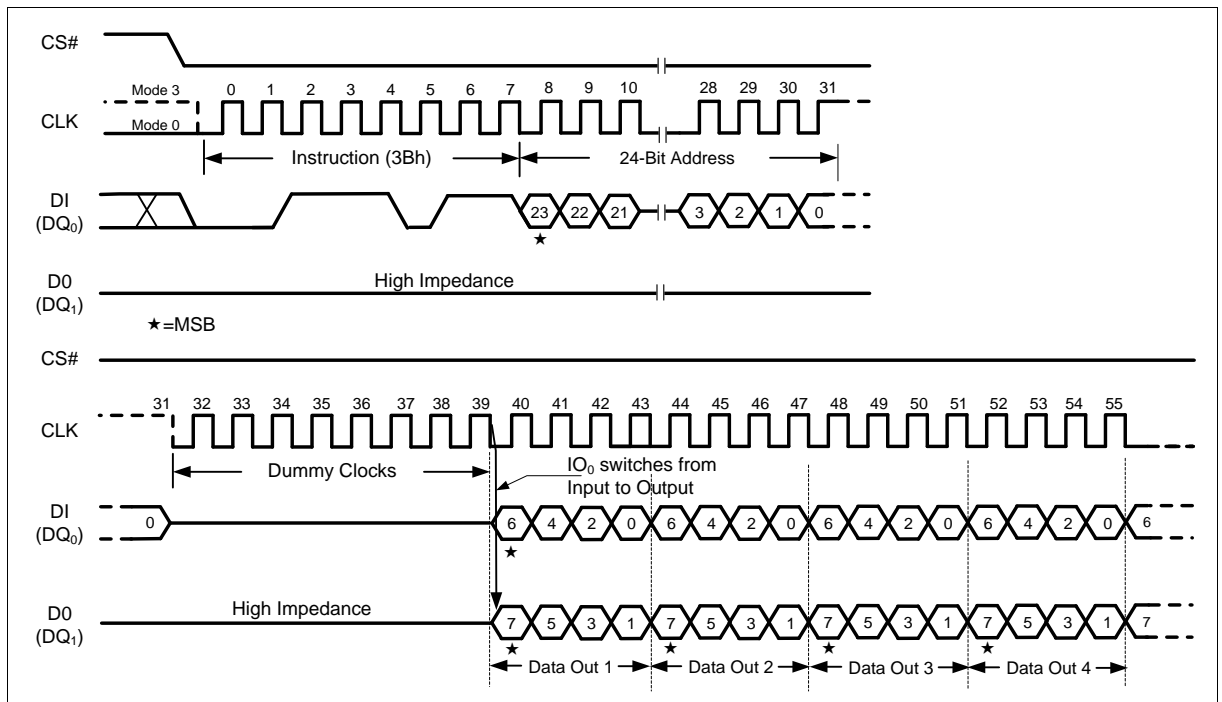 CS#
Mode 3
0 1 2 3 4 5 6 7 8 9 10 28 29 30 31
CLK
Mode 0
Instruction (3Bh) 24-Bit Address
DI
(DQ0)
23 22 21 3 2 1 0
★
D0
(DQ1)
High Impedance
★=MSB
CS#
31 32 33 34 35 36 37 38 39 40 41 42 43 44 45 46 47 48 49 50 51 52 53 54 55
CLK
Dummy Clocks
IO0 switches from
Input to Output
DI
(DQ0)
0 6 4 2 0 6 4 2 0 6 4 2 0 6 4 2 0 6
★
D0
(DQ1)
High Impedance
7 5 3 1 7 5 3 1 7 5 3 1 7 5 3 1 7
★ ★ ★ ★
Data Out 1 Data Out 2 Data Out 3 Data Out 4